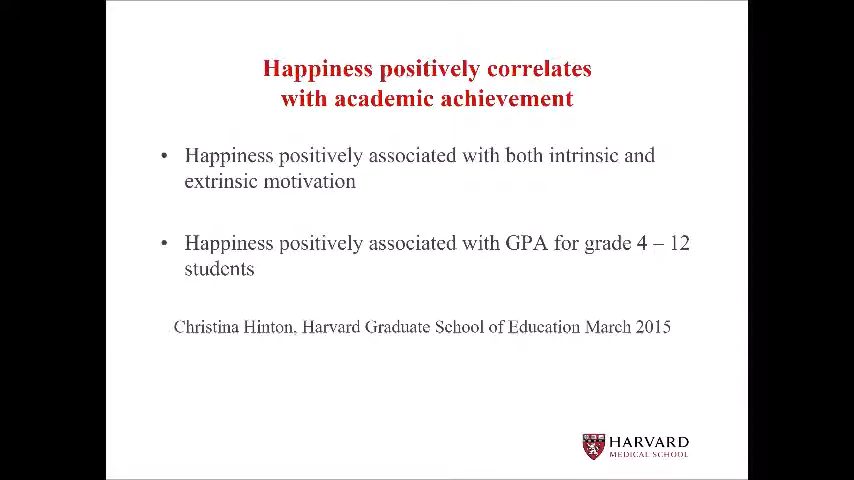 Happiness positively correlates
with academic achievement
• Happiness positively associated with both intrinsic and
extrinsic motivation
• Happiness positively associated with GPA for grade 4 – 12
students
Christina Hinton, Harvard Graduate School of Education March 2015
HARVARD
MEDICAL SCHOOL